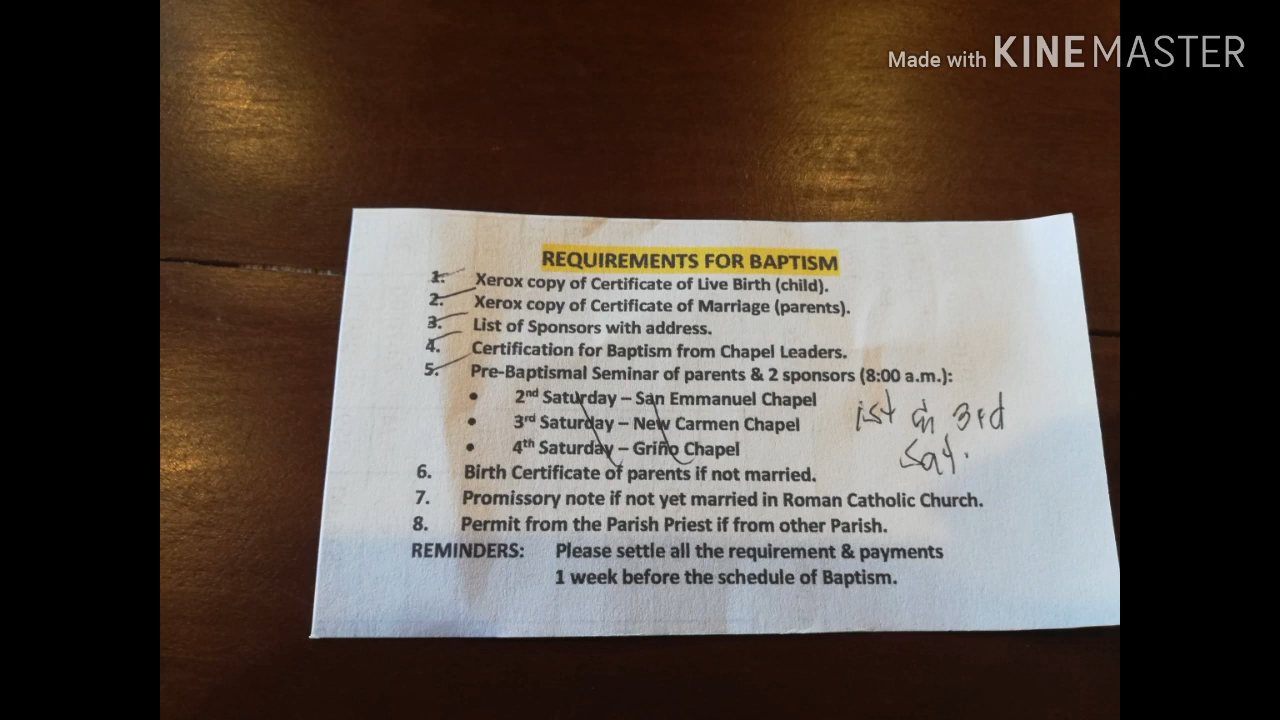 Made with KINEMASTER
REQUIREMENTS FOR BAPTISM
1. Xerox copy of Certificate of Live Birth (child).
2. Xerox copy of Certificate of Marriage (parents).
3. List of Sponsors with address.
4. Certification for Baptism from Chapel Leaders.
5. Pre-Baptismal Seminar of parents & 2 sponsors (8:00 a.m.):
• 2nd Saturday – San Emmanuel Chapel
• 3rd Saturday – New Carmen Chapel
• 4th Saturday – Griño Chapel
ist 3rd
Sat.
6. Birth Certificate of parents if not married.
7. Promissory note if not yet married in Roman Catholic Church.
8. Permit from the Parish Priest if from other Parish.
REMINDERS: Please settle all the requirement & payments
1 week before the schedule of Baptism.